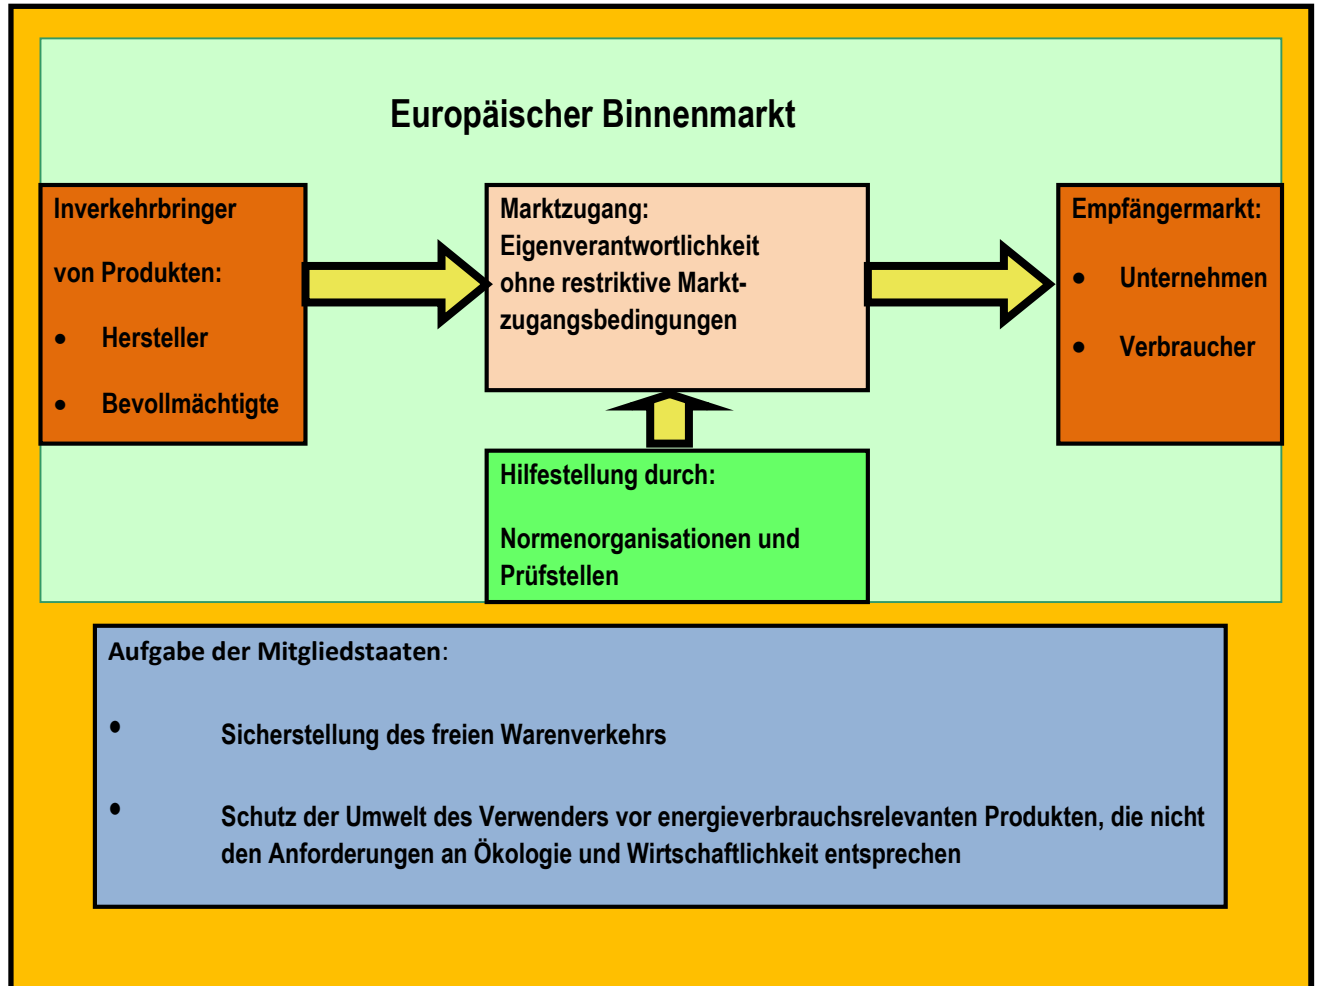 Europäischer Binnenmarkt
Inverkehrbringer
von Produkten:
• Hersteller
• Bevollmächtigte
Marktzugang:
Eigenverantwortlichkeit
ohne restriktive Markt-
zugangsbedingungen
Empfängermarkt:
• Unternehmen
• Verbraucher
Hilfestellung durch:
Normenorganisationen und
Prüfstellen
Aufgabe der Mitgliedstaaten:
• Sicherstellung des freien Warenverkehrs
• Schutz der Umwelt des Verwenders vor energieverbrauchsrelevanten Produkten, die nicht
den Anforderungen an Ökologie und Wirtschaftlichkeit entsprechen